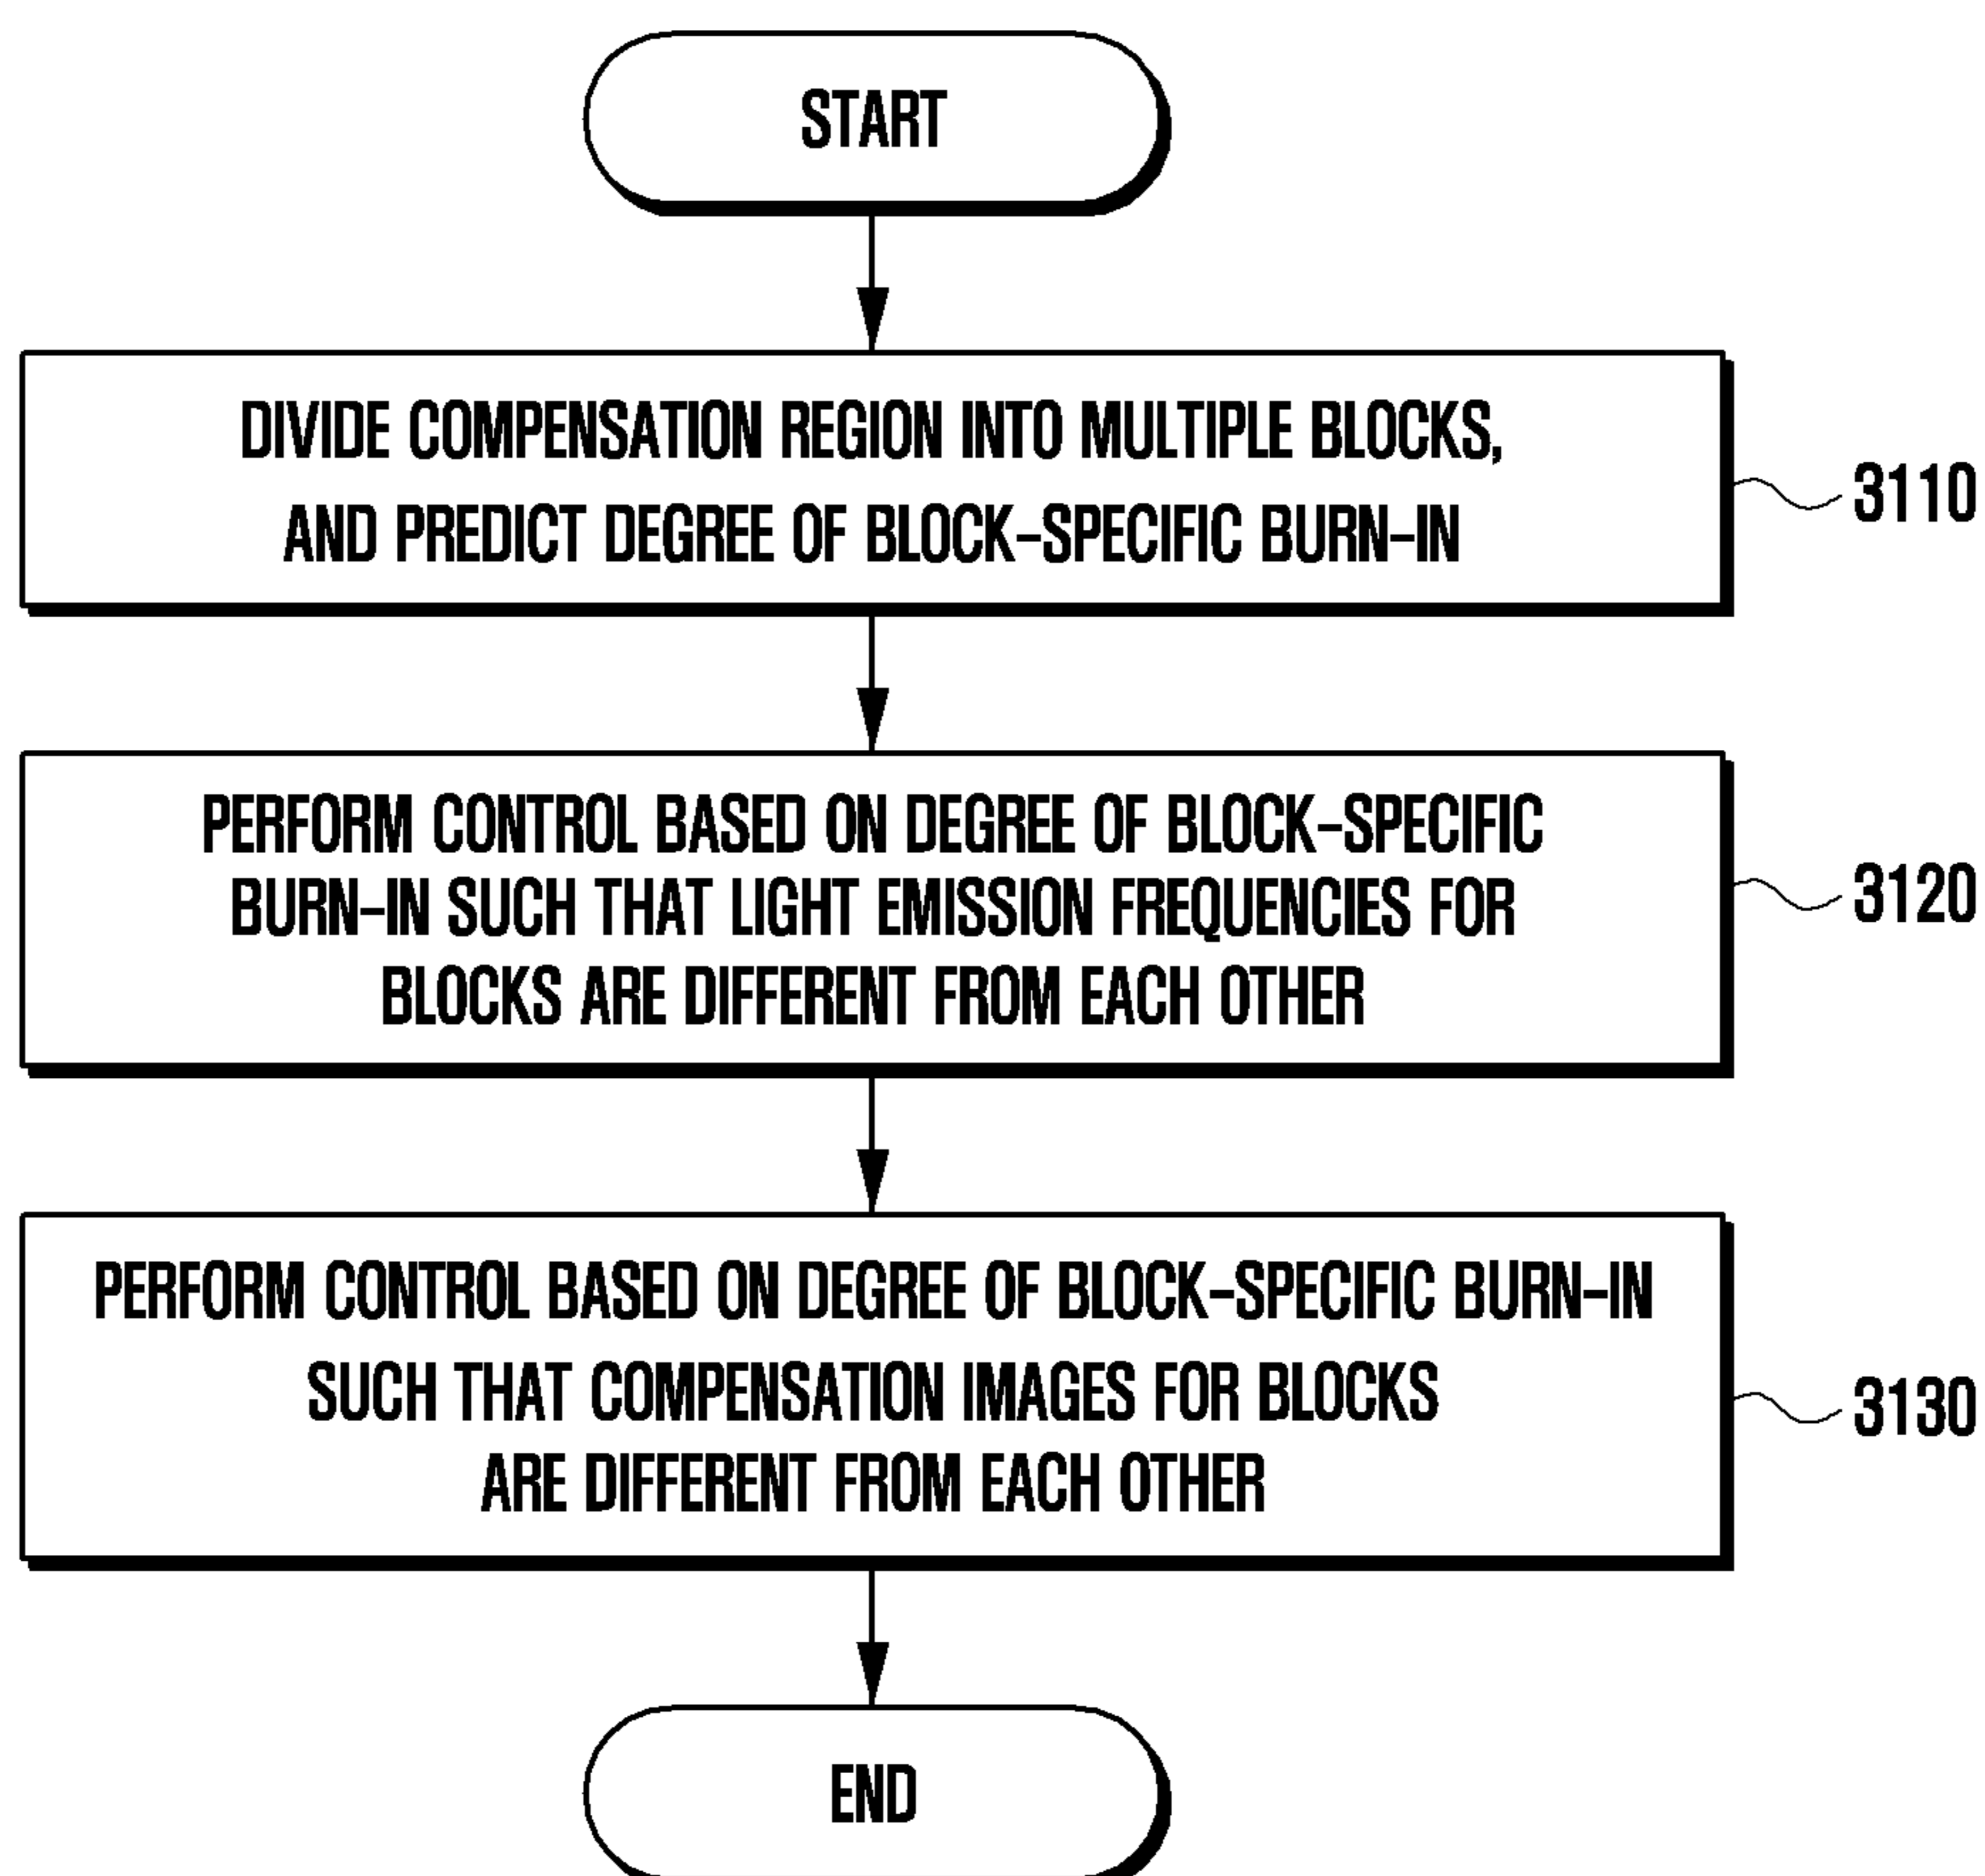 START
DIVIDE COMPENSATION REGION INTO MULTIPLE BLOCKS,
AND PREDICT DEGREE OF BLOCK–SPECIFIC BURN–IN
3110
PERFORM CONTROL BASED ON DEGREE OF BLOCK–SPECIFIC
BURN–IN SUCH THAT LIGHT EMISSION FREQUENCIES FOR
BLOCKS ARE DIFFERENT FROM EACH OTHER
3120
PERFORM CONTROL BASED ON DEGREE OF BLOCK–SPECIFIC BURN–IN
SUCH THAT COMPENSATION IMAGES FOR BLOCKS
ARE DIFFERENT FROM EACH OTHER
3130
END